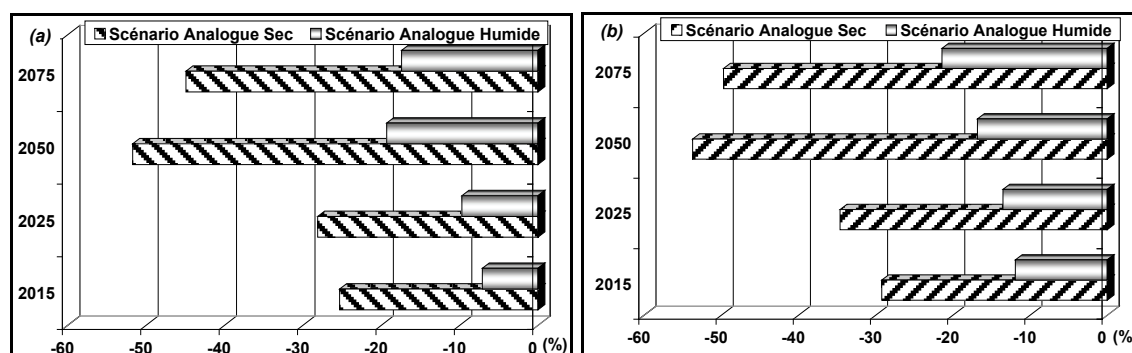 (a)
Scénario Analogue Sec Scénario Analogue Humide
2075
2050
2025
2015
-60 -50 -40 -30 -20 -10 0 (%)
(b)
Scénario Analogue Sec Scénario Analogue Humide
2075
2050
2025
2015
-60 -50 -40 -30 -20 -10 0 (%